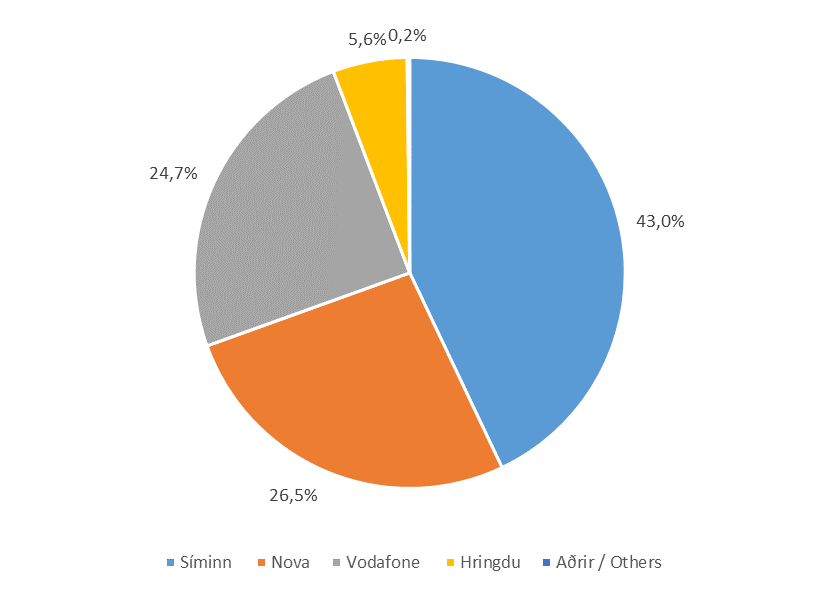 5,6% 0,2%
24,7%
43,0%
26,5%
Síminn Nova Vodafone Hringdu Aðrir / Others